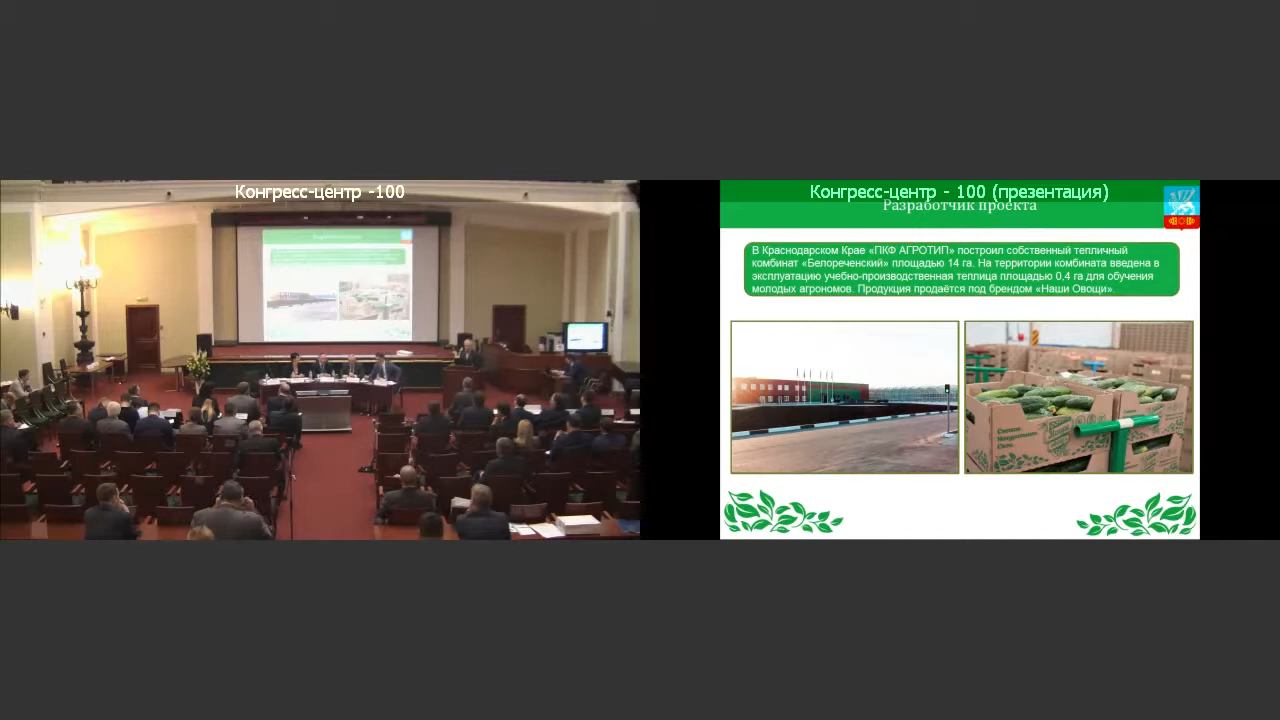 Конгресс-центр -100
Конгресс-центр - 100 (презентация)
Разработчик проекта
В Краснодарском Крае «ПКФ АГРОТИП» построил собственный тепличный
комбинат «Белореченский» площадью 14 га. На территории комбината введена в
эксплуатацию учебно-производственная теплица площадью 0,4 га для обучения
молодых агрономов. Продукция продаётся под брендом «Наши Овощи».